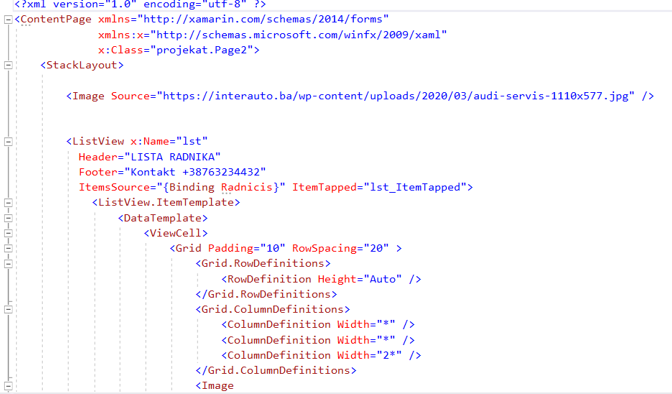 <?xml version="1.0" encoding="utf-8" ?>
<ContentPage xmlns="http://xamarin.com/schemas/2014/forms"
xmlns:x="http://schemas.microsoft.com/winfx/2009/xaml"
x:Class="projekat.Page2">
<StackLayout>
<Image Source="https://interauto.ba/wp-content/uploads/2020/03/audi-servis-1110x577.jpg" />
<ListView x:Name="lst"
Header="LISTA RADNIKA"
Footer="Kontakt +38763234432"
ItemsSource="{Binding Radnicis}" ItemTapped="lst_ItemTapped">
<ListView.ItemTemplate>
<DataTemplate>
<ViewCell>
<Grid Padding="10" RowSpacing="20" >
<Grid.RowDefinitions>
<RowDefinition Height="Auto" />
</Grid.RowDefinitions>
<Grid.ColumnDefinitions>
<ColumnDefinition Width="*" />
<ColumnDefinition Width="*" />
<ColumnDefinition Width="2*" />
</Grid.ColumnDefinitions>
<Image